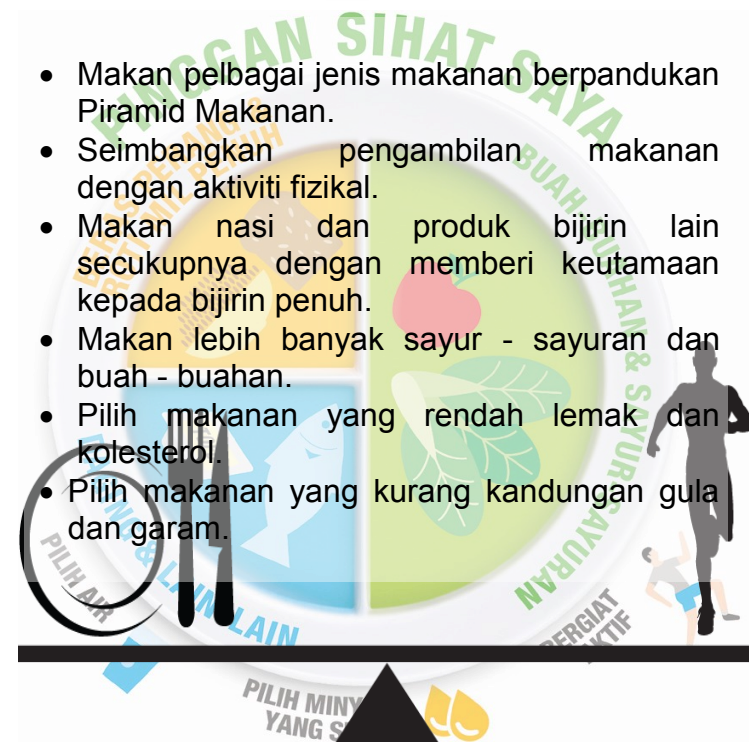 PINGGAN SIHAT SAYA
• Makan pelbagai jenis makanan berpandukan
Piramid Makanan.
• Seimbangkan pengambilan makanan
dengan aktiviti fizikal.
• Makan nasi dan produk bijirin lain
secukupnya dengan memberi keutamaan
kepada bijirin penuh.
• Makan lebih banyak sayur - sayuran dan
buah - buahan.
• Pilih makanan yang rendah lemak dan
kolesterol.
• Pilih makanan yang kurang kandungan gula
dan garam.
BUAH-BUAHAN & SAYUR-SAYURAN
& LAIN-LAIN
PILIH AIR
BERGIAT
AKTIF
PILIH
YANG